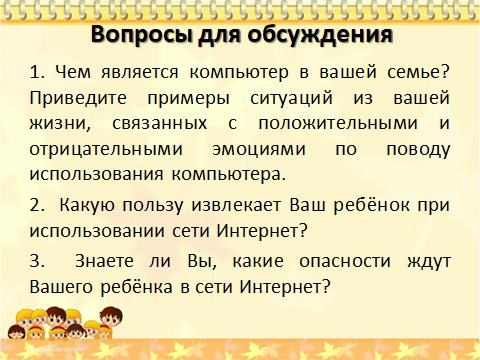 Вопросы для обсуждения
1. Чем является компьютер в вашей семье?
Приведите примеры ситуаций из вашей
жизни, связанных с положительными и
отрицательными эмоциями по поводу
использования компьютера.
2. Какую пользу извлекает Ваш ребёнок при
использовании сети Интернет?
3. Знаете ли Вы, какие опасности ждут
Вашего ребёнка в сети Интернет?